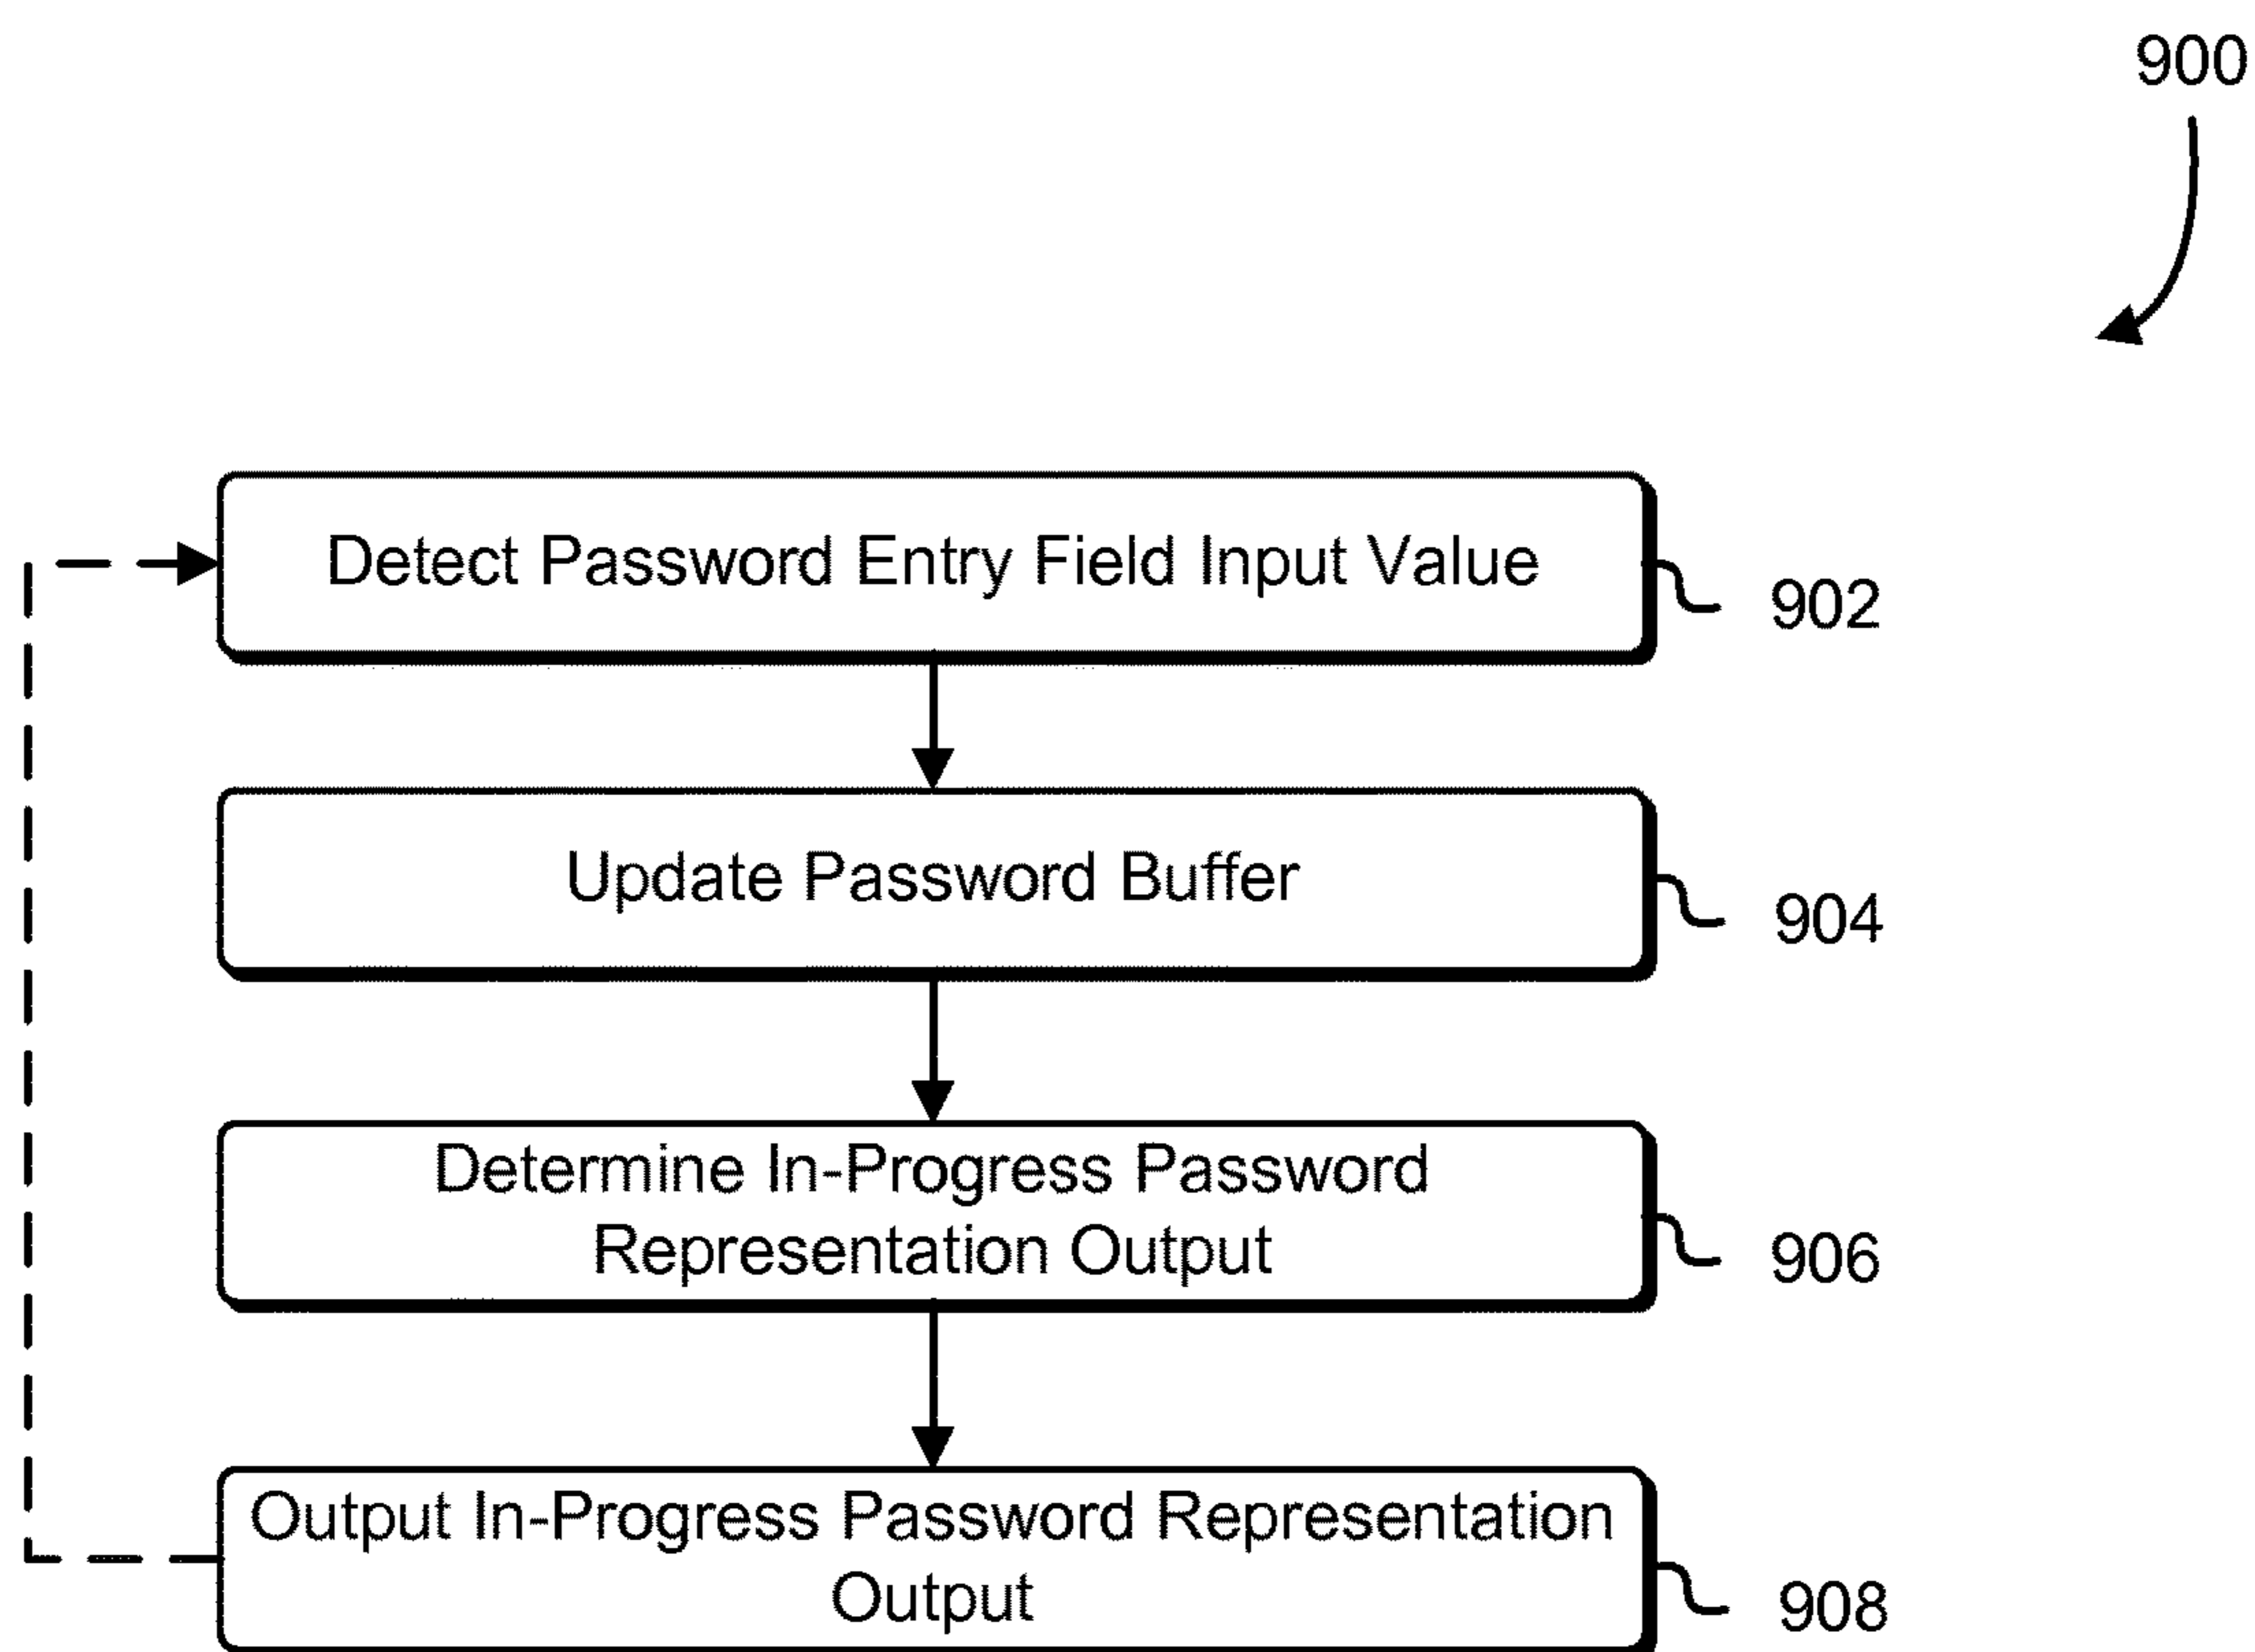 900
Detect Password Entry Field Input Value
902
Update Password Buffer
904
Determine In-Progress Password
Representation Output
906
Output In-Progress Password Representation
Output
908